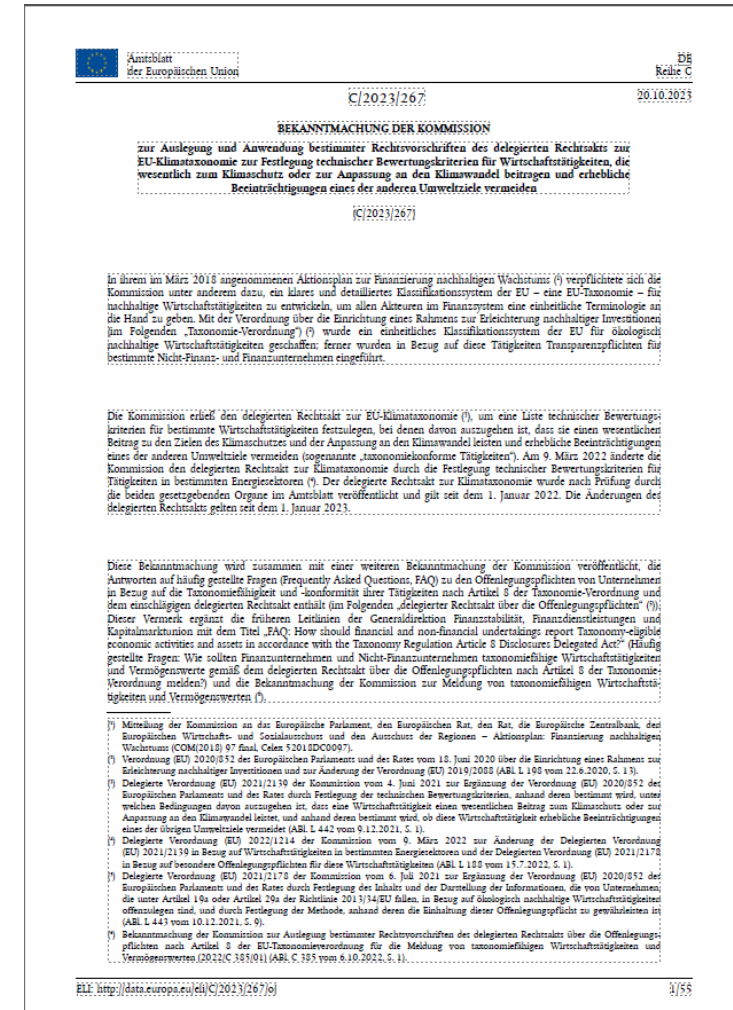 Amtsblatt
der Europäischen Union
DE
Reihe C
C/2023/267
20.10.2023
BEKANNTMACHUNG DER KOMMISSION
zur Auslegung und Anwendung bestimmter Rechtsvorschriften des delegierten Rechtsakts zur
EU-Klimataxonomie zur Festlegung technischer Bewertungskriterien für Wirtschaftstätigkeiten, die
wesentlich zum Klimaschutz oder zur Anpassung an den Klimawandel beitragen und erhebliche
Beeinträchtigungen eines der anderen Umweltziele vermeiden
(C/2023/267)
In ihrem im März 2018 angenommenen Aktionsplan zur Finanzierung nachhaltigen Wachstums (¹) verpflichtete sich die
Kommission unter anderem dazu, ein klares und detailliertes Klassifikationssystem der EU – eine EU-Taxonomie – für
nachhaltige Wirtschaftstätigkeiten zu entwickeln, um allen Akteuren im Finanzsystem eine einheitliche Terminologie an
die Hand zu geben. Mit der Verordnung über die Einrichtung eines Rahmens zur Erleichterung nachhaltiger Investitionen
(im Folgenden „Taxonomie-Verordnung“) (²) wurde ein einheitliches Klassifikationssystem der EU für ökologisch
nachhaltige Wirtschaftstätigkeiten geschaffen; ferner wurden in Bezug auf diese Tätigkeiten Transparenzpflichten für
bestimmte Nicht-Finanz- und Finanzunternehmen eingeführt.
Die Kommission erließ den delegierten Rechtsakt zur EU-Klimataxonomie (³), um eine Liste technischer Bewertungs-
kriterien für bestimmte Wirtschaftstätigkeiten festzulegen, bei denen davon auszugehen ist, dass sie einen wesentlichen
Beitrag zu den Zielen des Klimaschutzes und der Anpassung an den Klimawandel leisten und erhebliche Beeinträchtigungen
eines der anderen Umweltziele vermeiden (sogenannte „taxonomiekonforme Tätigkeiten“). Am 9. März 2022 änderte die
Kommission den delegierten Rechtsakt zur Klimataxonomie durch die Festlegung technischer Bewertungskriterien für
Tätigkeiten in bestimmten Energiesektoren (⁴). Der delegierte Rechtsakt zur Klimataxonomie wurde nach Prüfung durch
die beiden gesetzgebenden Organe im Amtsblatt veröffentlicht und gilt seit dem 1. Januar 2022. Die Änderungen des
delegierten Rechtsakts gelten seit dem 1. Januar 2023.
Diese Bekanntmachung wird zusammen mit einer weiteren Bekanntmachung der Kommission veröffentlicht, die
Antworten auf häufig gestellte Fragen (Frequently Asked Questions, FAQ) zu den Offenlegungspflichten von Unternehmen
in Bezug auf die Taxonomiefähigkeit und -konformität ihrer Tätigkeiten nach Artikel 8 der Taxonomie-Verordnung und
dem einschlägigen delegierten Rechtsakt enthält (im Folgenden „delegierter Rechtsakt über die Offenlegungspflichten“ (⁵)).
Dieser Vermerk ergänzt die früheren Leitlinien der Generaldirektion Finanzstabilität, Finanzdienstleistungen und
Kapitalmarktunion mit dem Titel „FAQ: How should financial and non-financial undertakings report Taxonomy-eligible
economic activities and assets in accordance with the Taxonomy Regulation Article 8 Disclosures Delegated Act?“ (Häufig
gestellte Fragen: Wie sollten Finanzunternehmen und Nicht-Finanzunternehmen taxonomiefähige Wirtschaftstätigkeiten
und Vermögenswerte gemäß dem delegierten Rechtsakt über die Offenlegungspflichten nach Artikel 8 der Taxonomie-
Verordnung melden?) und die Bekanntmachung der Kommission zur Meldung von taxonomiefähigen Wirtschaftstä-
tigkeiten und Vermögenswerten (⁶).
(¹) Mitteilung der Kommission an das Europäische Parlament, den Europäischen Rat, den Rat, die Europäische Zentralbank, den
Europäischen Wirtschafts- und Sozialausschuss und den Ausschuss der Regionen – Aktionsplan: Finanzierung nachhaltigen
Wachstums (COM(2018) 97 final, Celex 52018DC0097).
(²) Verordnung (EU) 2020/852 des Europäischen Parlaments und des Rates vom 18. Juni 2020 über die Einrichtung eines Rahmens zur
Erleichterung nachhaltiger Investitionen und zur Änderung der Verordnung (EU) 2019/2088 (ABl. L 198 vom 22.6.2020, S. 13).
(³) Delegierte Verordnung (EU) 2021/2139 der Kommission vom 4. Juni 2021 zur Ergänzung der Verordnung (EU) 2020/852 des
Europäischen Parlaments und des Rates durch Festlegung der technischen Bewertungskriterien, anhand deren bestimmt wird, unter
welchen Bedingungen davon auszugehen ist, dass eine Wirtschaftstätigkeit einen wesentlichen Beitrag zum Klimaschutz oder zur
Anpassung an den Klimawandel leistet, und anhand deren bestimmt wird, ob diese Wirtschaftstätigkeit erhebliche Beeinträchtigungen
eines der übrigen Umweltziele vermeidet (ABl. L 442 vom 9.12.2021, S. 1).
(⁴) Delegierte Verordnung (EU) 2022/1214 der Kommission vom 9. März 2022 zur Änderung der Delegierten Verordnung
(EU) 2021/2139 in Bezug auf Wirtschaftstätigkeiten in bestimmten Energiesektoren und der Delegierten Verordnung (EU) 2021/2178
in Bezug auf besondere Offenlegungspflichten für diese Wirtschaftstätigkeiten (ABl. L 188 vom 15.7.2022, S. 1).
(⁵) Delegierte Verordnung (EU) 2021/2178 der Kommission vom 6. Juli 2021 zur Ergänzung der Verordnung (EU) 2020/852 des
Europäischen Parlaments und des Rates durch Festlegung des Inhalts und der Darstellung der Informationen, die von Unternehmen,
die unter Artikel 19a oder Artikel 29a der Richtlinie 2013/34/EU fallen, in Bezug auf ökologisch nachhaltige Wirtschaftstätigkeiten
offenzulegen sind, und durch Festlegung der Methode, anhand deren die Einhaltung dieser Offenlegungspflicht zu gewährleisten ist
(ABl. L 443 vom 10.12.2021, S. 9).
(⁶) Bekanntmachung der Kommission zur Auslegung bestimmter Rechtsvorschriften des delegierten Rechtsakts über die Offenlegungs-
pflichten nach Artikel 8 der EU-Taxonomieverordnung für die Meldung von taxonomiefähigen Wirtschaftstätigkeiten und
Vermögenswerten (2022/C 385/01) (ABl. C 385 vom 6.10.2022, S. 1).
ELI: http://data.europa.eu/eli/C/2023/267/oj
1/55